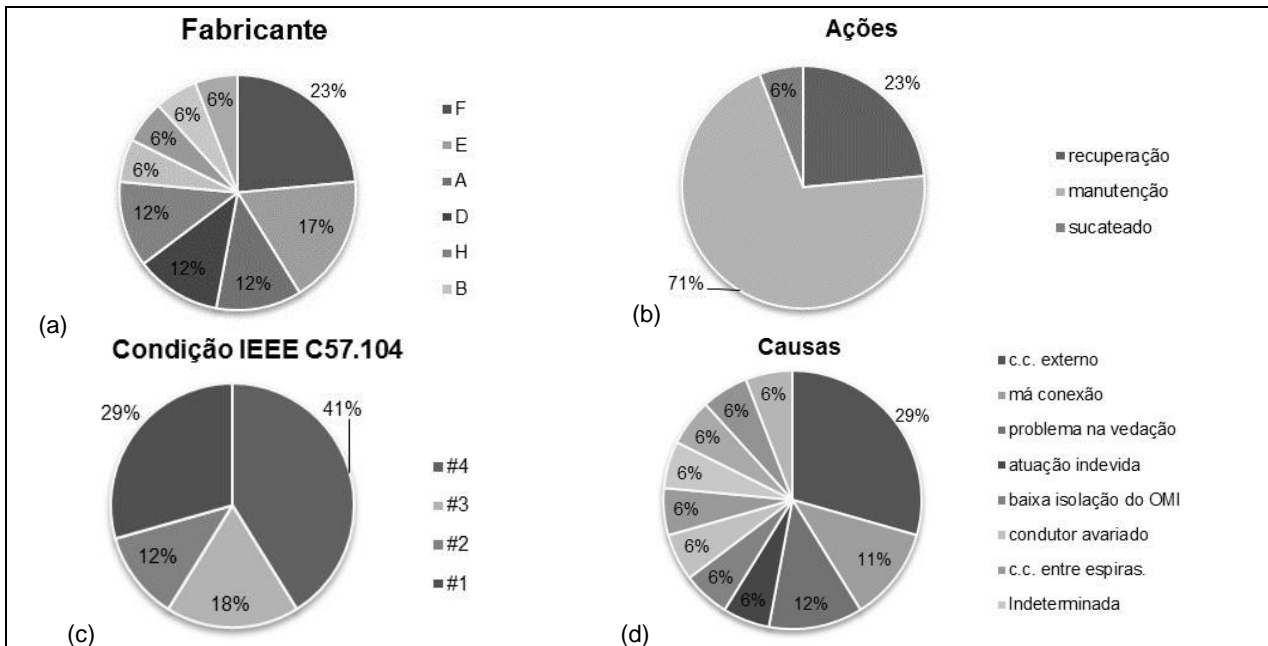 Fabricante
23%
17%
12%
12%
12%
6%
6%
6%
6%
F
E
A
D
H
B
(a)
Ações
23%
71%
6%
recuperação
manutenção
sucateado
(b)
Condição IEEE C57.104
41%
18%
12%
29%
#4
#3
#2
#1
(c)
Causas
29%
11%
12%
6%
6%
6%
6%
6%
6%
6%
6%
c.c. externo
má conexão
problema na vedação
atuação indevida
baixa isolação do OMI
condutor avariado
c.c. entre espiras.
Indeterminada
(d)